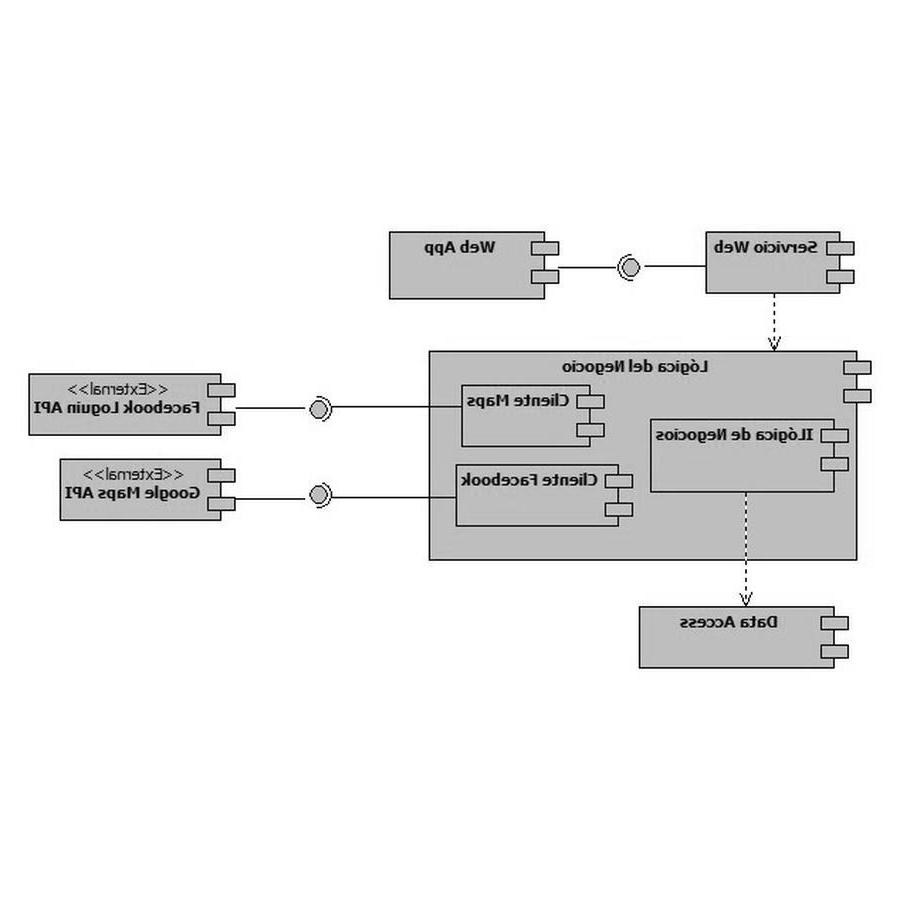 Servicio Web
Web App
Lógica del Negocio
Cliente Maps
ILógica de Negocios
Cliente Facebook
<<External>>
Facebook Loguin API
<<External>>
Google Maps API
Data Access